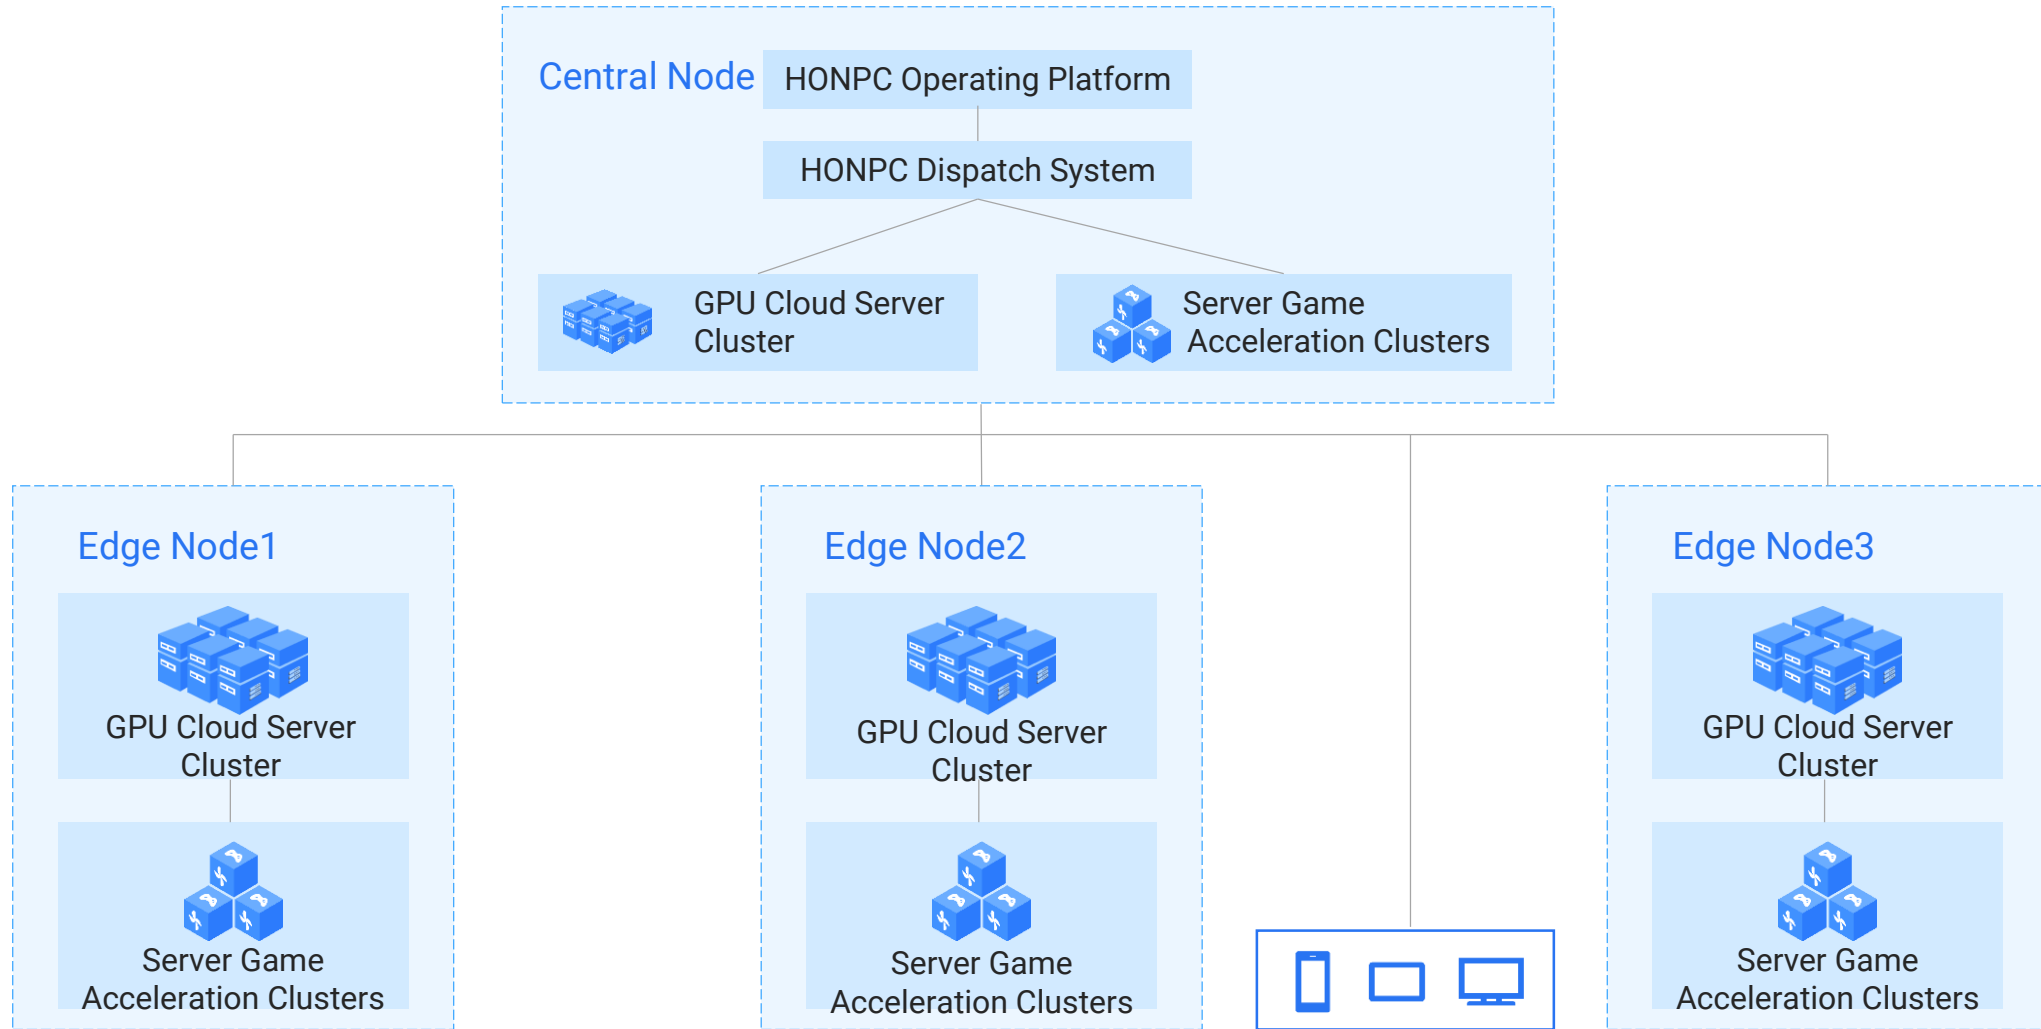 Central Node
HONPC Operating Platform
HONPC Dispatch System
GPU Cloud Server
Cluster
Server Game
Acceleration Clusters
Edge Node1
GPU Cloud Server
Cluster
Server Game
Acceleration Clusters
Edge Node2
GPU Cloud Server
Cluster
Server Game
Acceleration Clusters
Edge Node3
GPU Cloud Server
Cluster
Server Game
Acceleration Clusters